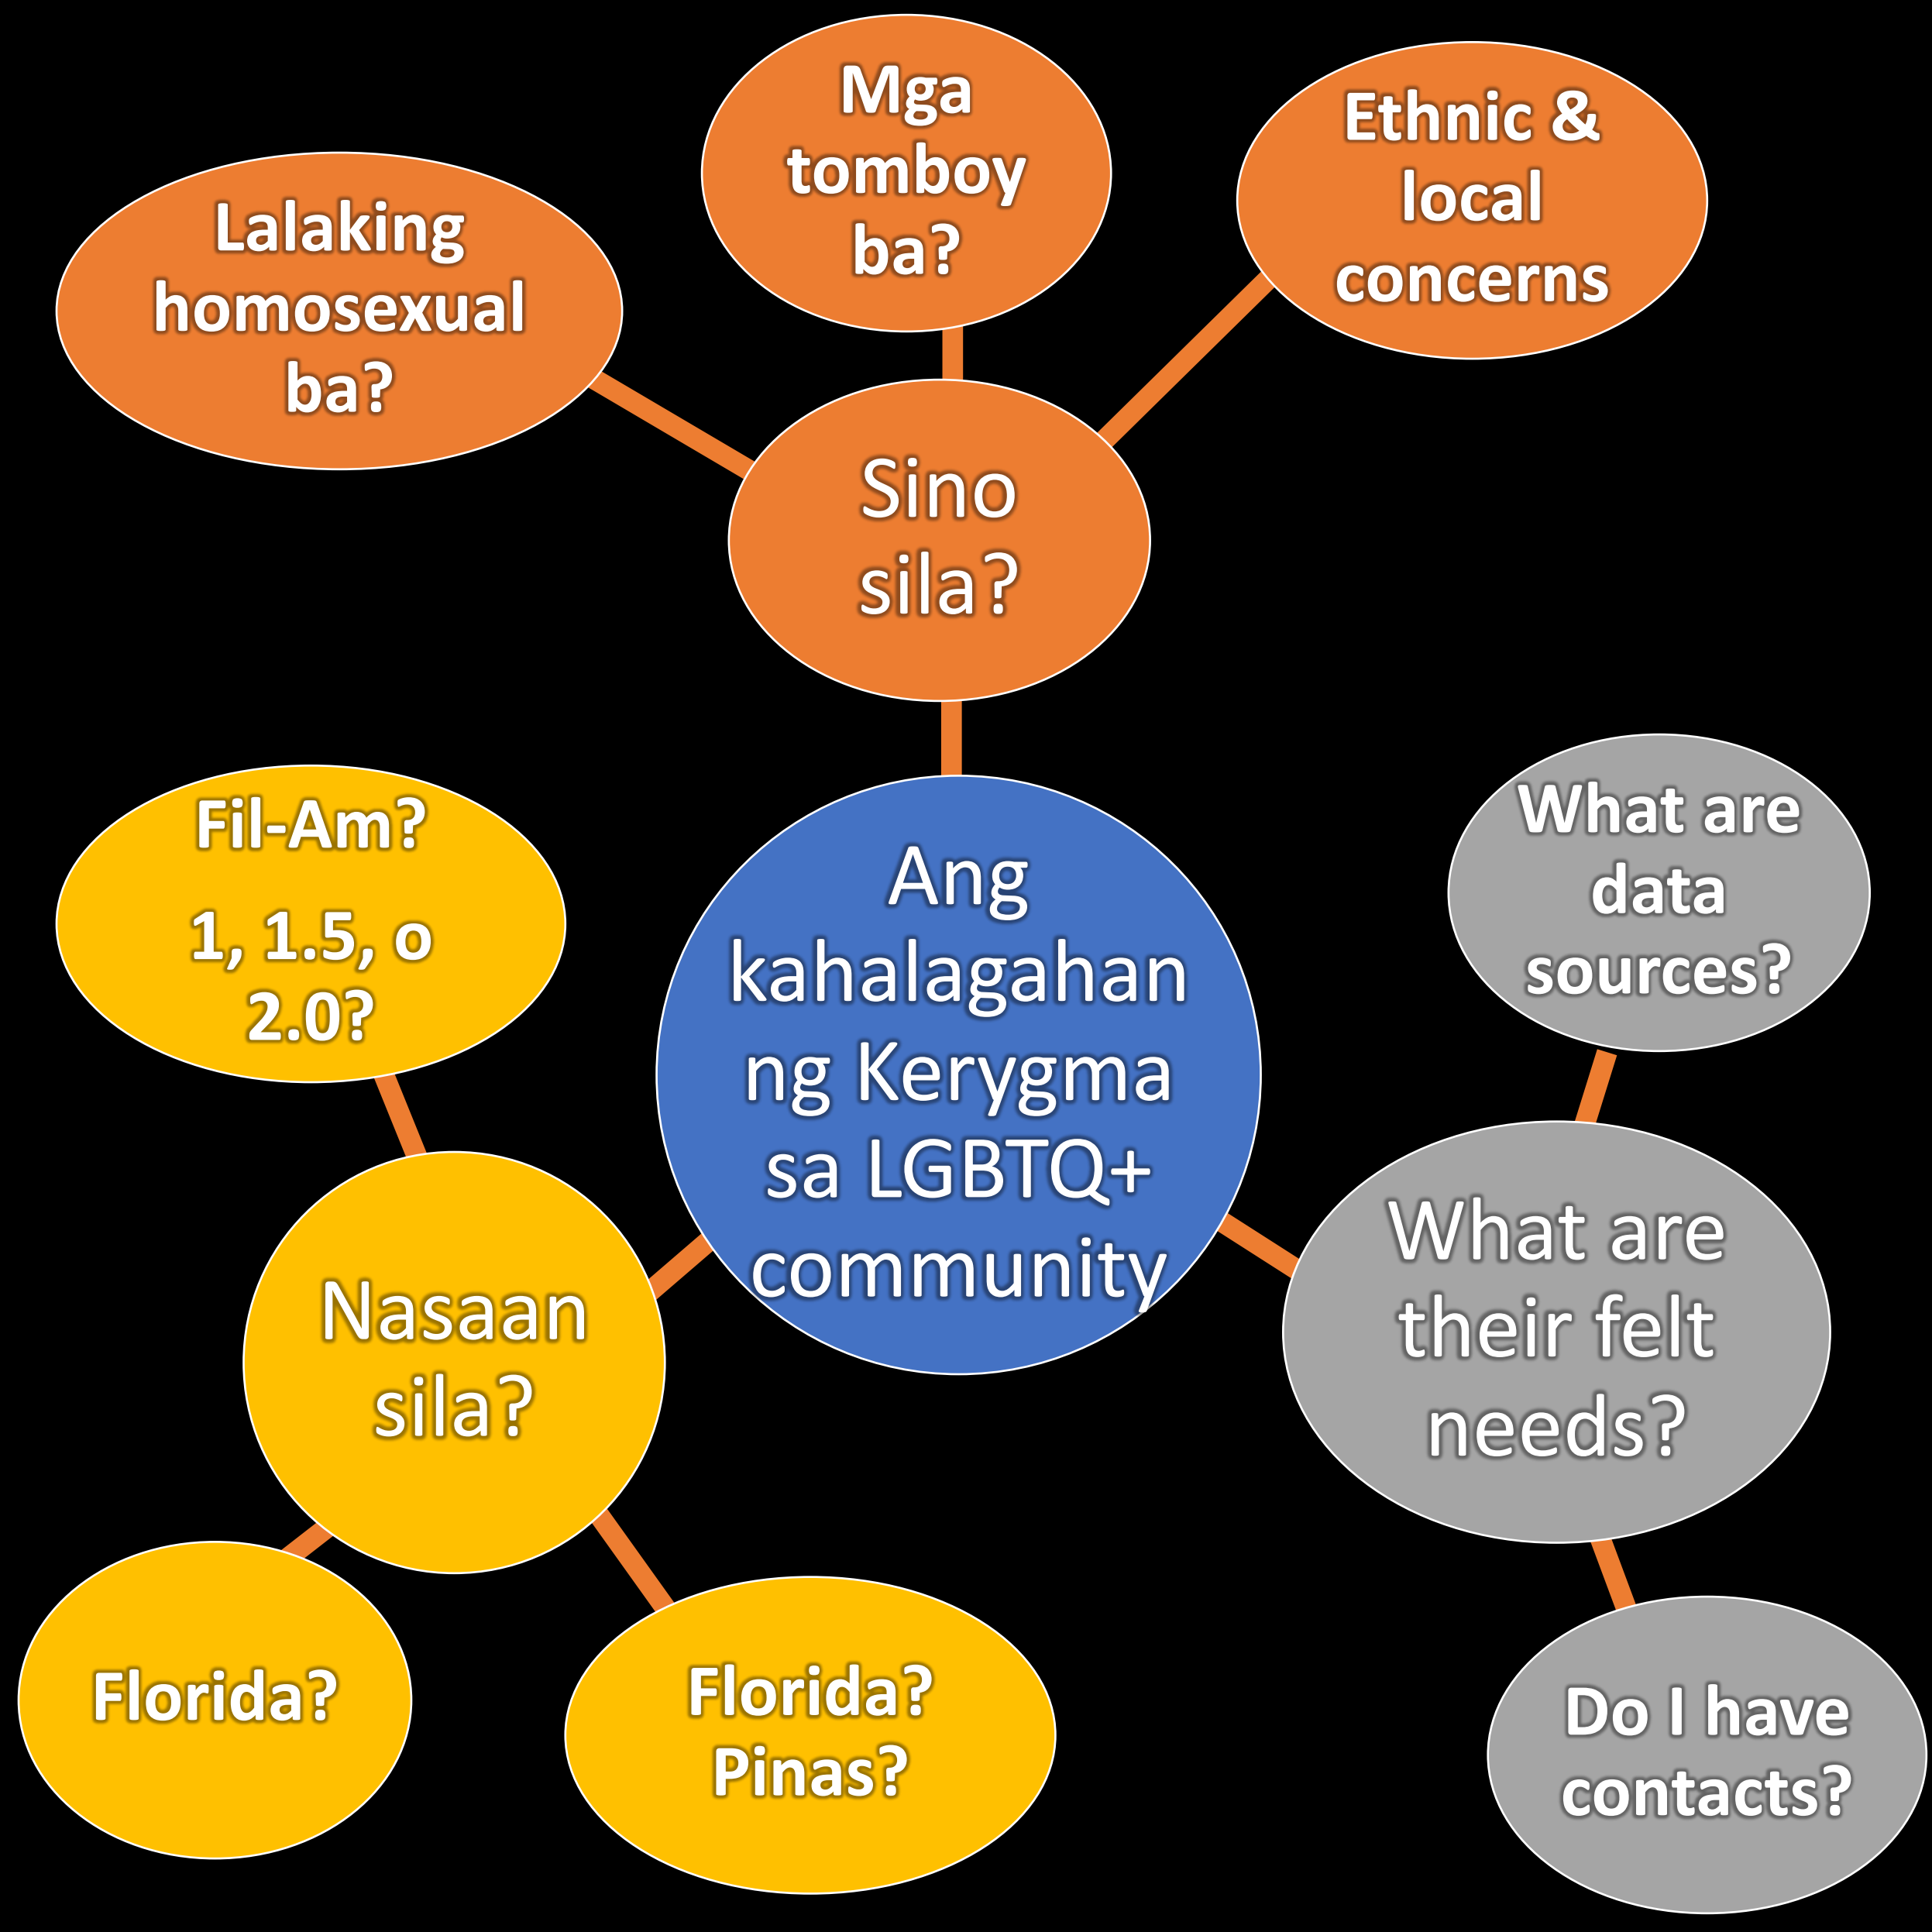 Mga
tomboy
ba?
Ethnic &
local
concerns
Lalaking
homosexual
ba?
Sino
sila?
Fil-Am?
1, 1.5, o
2.0?
Ang
kahalagahan
ng Kerygma
sa LGBTQ+
community
What are
data
sources?
Nasaan
sila?
What are
their felt
needs?
Florida?
Florida?
Pinas?
Do I have
contacts?